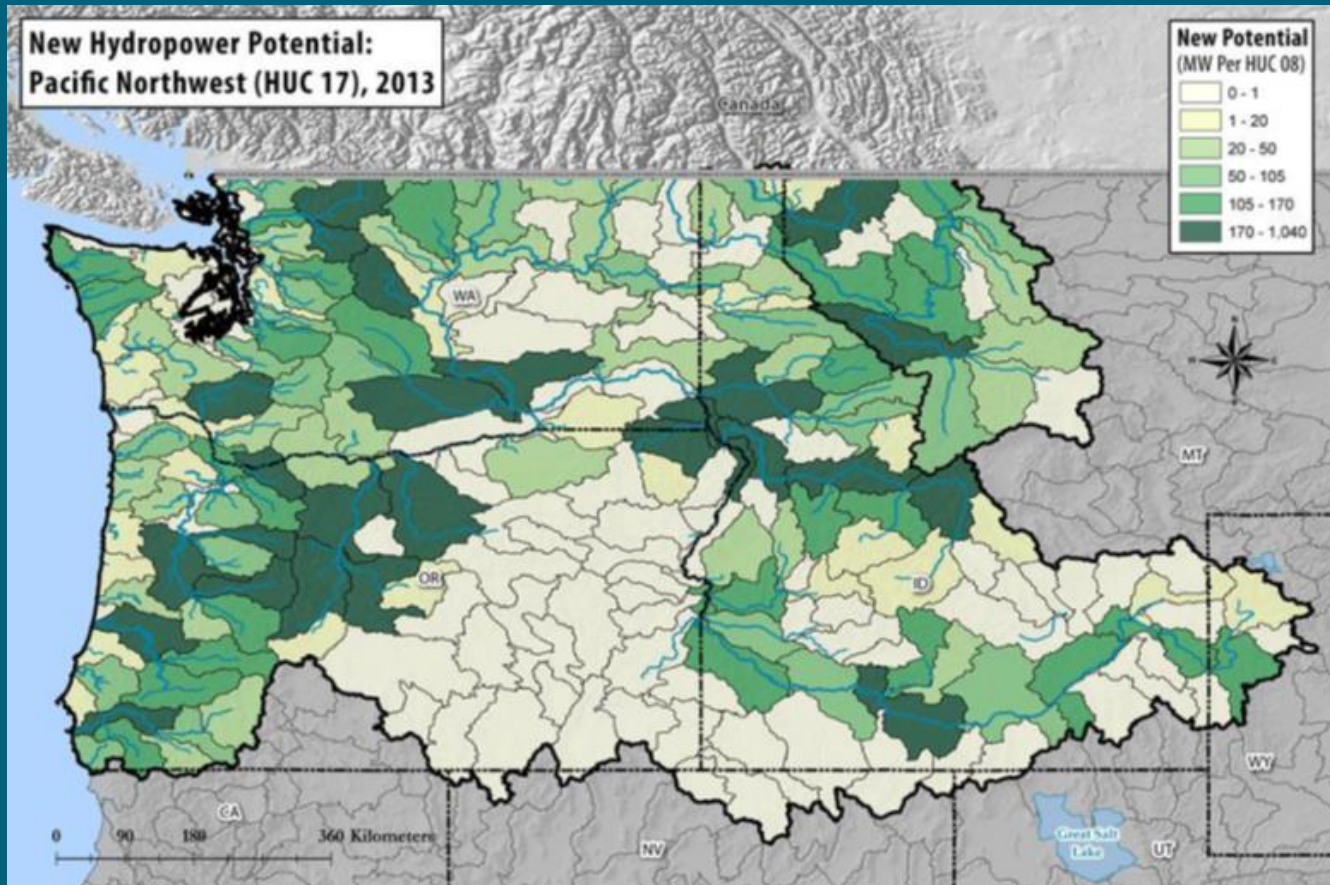 New Hydropower Potential:
Pacific Northwest (HUC 17), 2013
New Potential
(MW Per HUC 08)
0 - 1
1 - 20
20 - 50
50 - 105
105 - 170
170 - 1,040
Canada
WA
MT
OR
ID
WY
CA
NV
UT
Great Salt
Lake
0 90 180 360 Kilometers